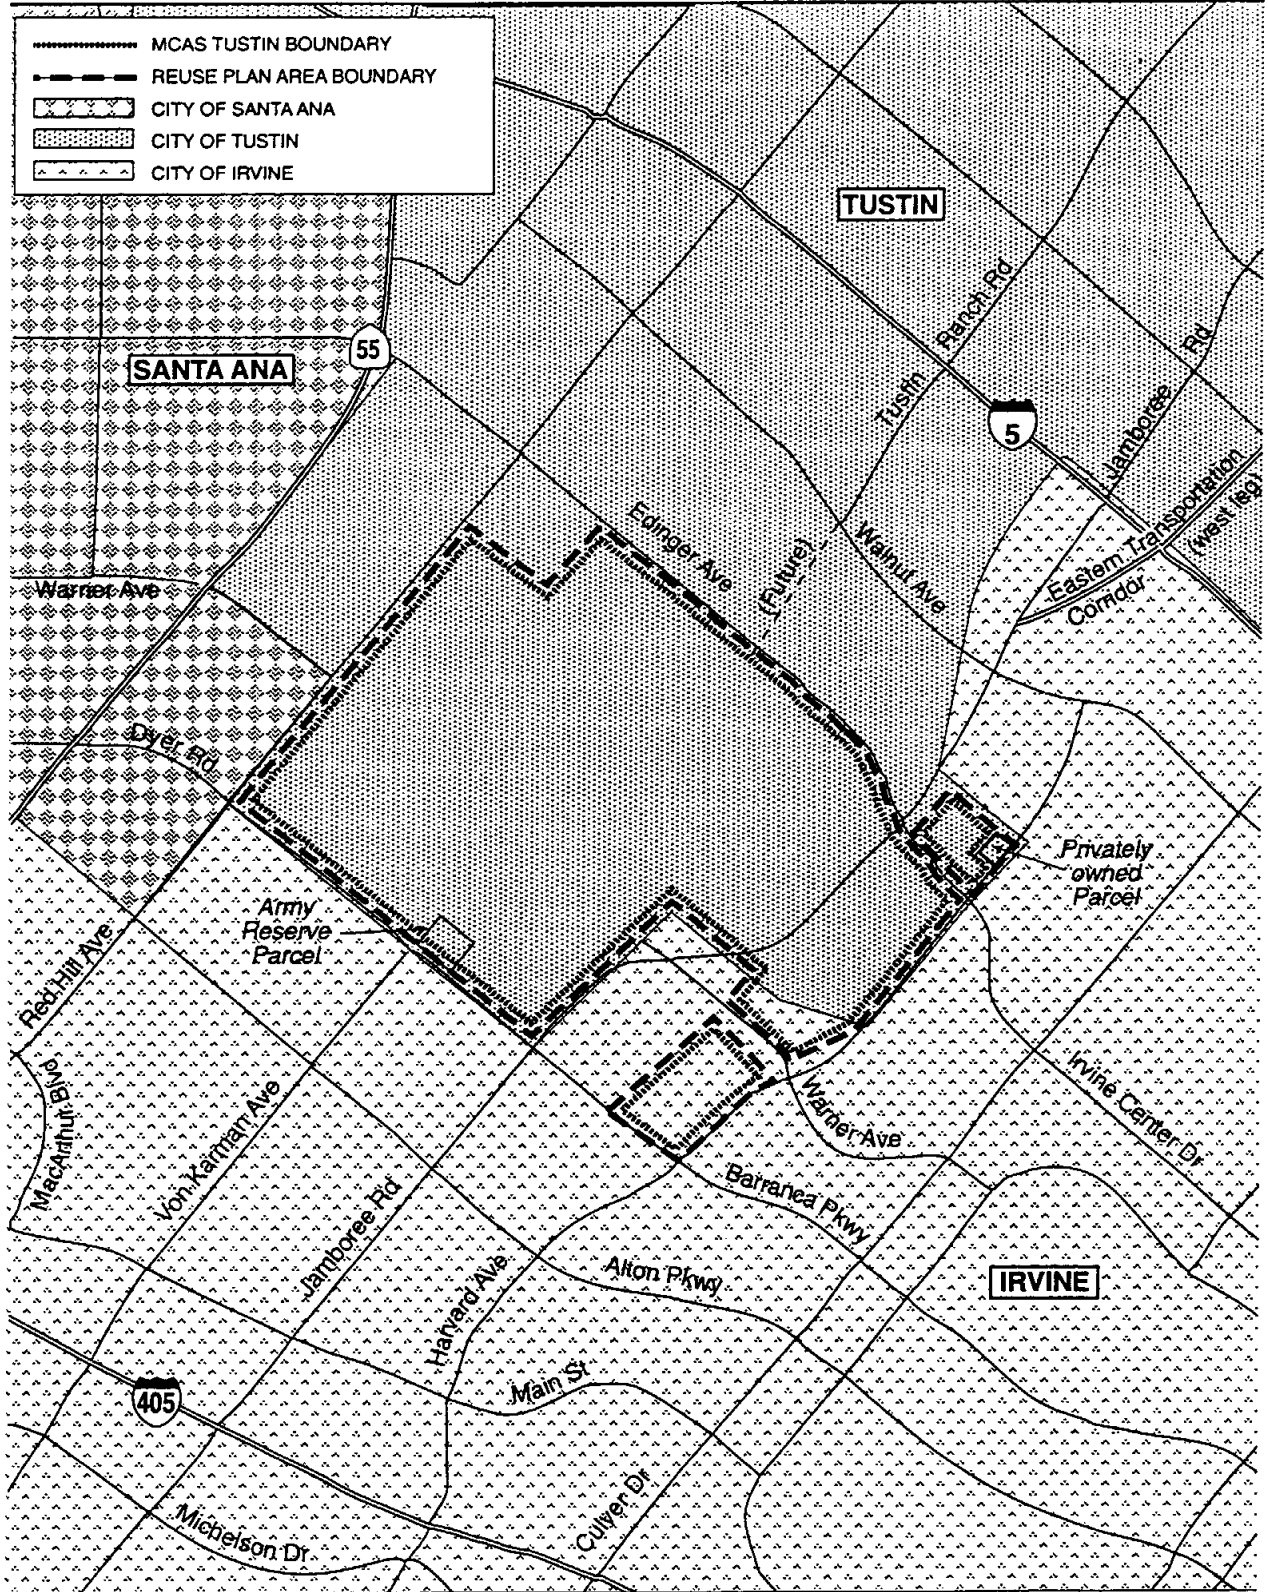 MCAS TUSTIN BOUNDARY
REUSE PLAN AREA BOUNDARY
CITY OF SANTA ANA
CITY OF TUSTIN
CITY OF IRVINE
TUSTIN
Tustin Ranch Rd
Jamboree Rd
55
SANTA ANA
5
Eastern Transportation
Corridor
(west leg)
Edinger Ave
(Future)
Walnut Ave
Warner Ave
Dyer Rd
Privately
owned
Parcel
Army
Reserve
Parcel
Red Hill Ave
MacArthur Blvd
Von Karman Ave
Jamboree Rd
Harvard Ave
Warner Ave
Barranca Pkwy
Irvine Center Dr
Alton Pkwy
IRVINE
Main St
405
Culver Dr
Michelson Dr